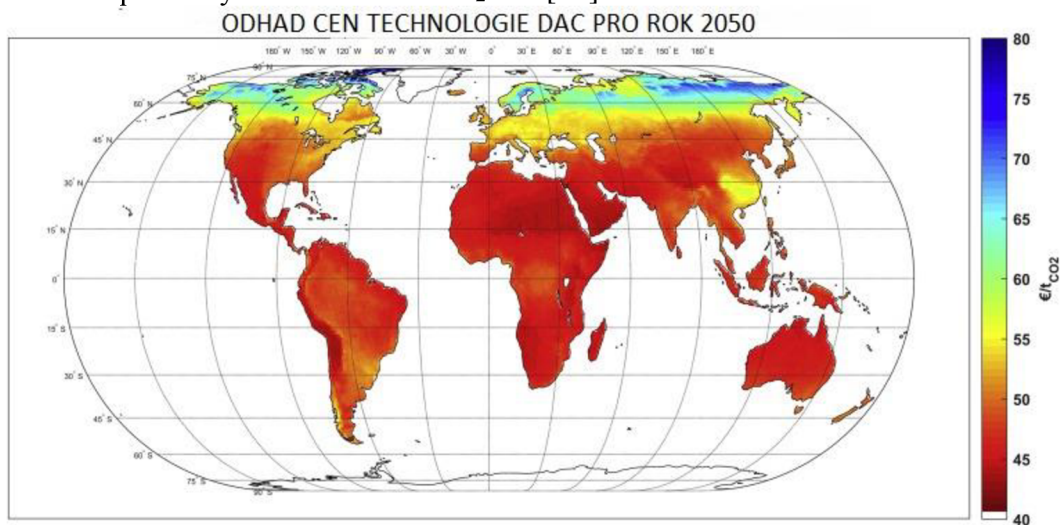 ODHAD CEN TECHNOLOGIE DAC PRO ROK 2050
180° W 150° W 120° W 90° W 60° W 30° W 0° 30° E 60° E 90° E 120° E 150° E 180° E
90° N
75° N
60° N
45° N
30° N
15° N
0°
15° S
30° S
45° S
60° S
75° S
90° S
80
75
70
65
60
55
50
45
40
€/tCO2